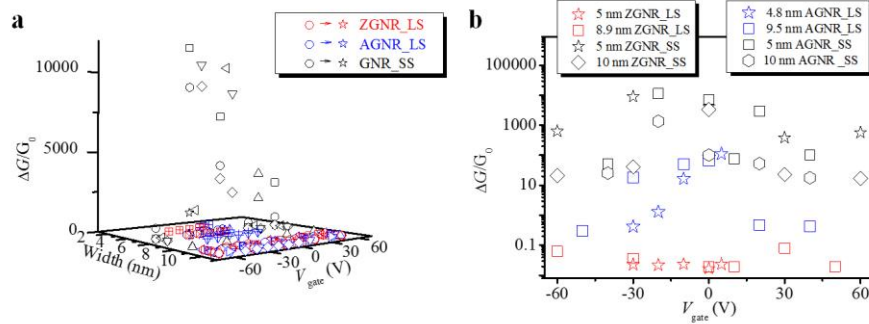 a
ZGNR_LS
AGNR_LS
GNR_SS
10000
5000
0
ΔG/G0
2
4
6
8
10
Width (nm)
-60
-30
0
30
60
Vgate (V)
b
5 nm ZGNR_LS
8.9 nm ZGNR_LS
5 nm ZGNR_SS
10 nm ZGNR_SS
4.8 nm AGNR_LS
9.5 nm AGNR_LS
5 nm AGNR_SS
10 nm AGNR_SS
100000
1000
10
0.1
ΔG/G0
-60
-30
0
30
60
Vgate (V)